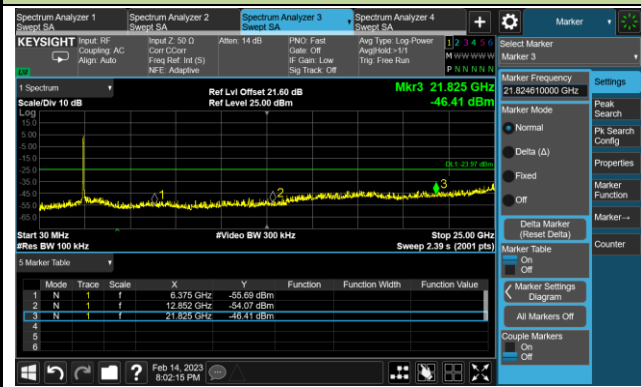 Spectrum Analyzer 1
Swept SA
Spectrum Analyzer 2
Swept SA
Spectrum Analyzer 3
Swept SA
Spectrum Analyzer 4
Swept SA
Marker
KEYSIGHT
Input: RF
Coupling: AC
Align: Auto
Input Z: 50 Ω
Corr CCorr
Freq Ref: Int (S)
NFE: Adaptive
Atten: 14 dB
PNO: Fast
Gate: Off
IF Gain: Low
Sig Track: Off
Avg Type: Log-Power
Avg|Hold:>1/1
Trig: Free Run
1 2 3 4 5 6
M W W W W W
P N N N N N
Select Marker
Marker 3
1 Spectrum
Scale/Div 10 dB
Log
Ref Lvl Offset 21.60 dB
Ref Level 25.00 dBm
Mkr3 21.825 GHz
-46.41 dBm
15.0
5.00
-5.00
-15.0
-25.0
-35.0
-45.0
-55.0
-65.0
DL1 -23.97 dBm
1
2
3
Start 30 MHz
#Res BW 100 kHz
#Video BW 300 kHz
Stop 25.00 GHz
Sweep 2.39 s (2001 pts)
5 Marker Table
Mode Trace Scale X Y Function Function Width Function Value
1 N 1 f 6.375 GHz -55.69 dBm
2 N 1 f 12.852 GHz -54.07 dBm
3 N 1 f 21.825 GHz -46.41 dBm
4
5
6
Marker Frequency
21.824610000 GHz
Marker Mode
Normal
Delta (Δ)
Fixed
Off
Delta Marker
(Reset Delta)
Marker Table
On
Off
Marker Settings
Diagram
All Markers Off
Couple Markers
On
Off
Settings
Peak
Search
Pk Search
Config
Properties
Marker
Function
Marker→
Counter
Feb 14, 2023
8:02:15 PM